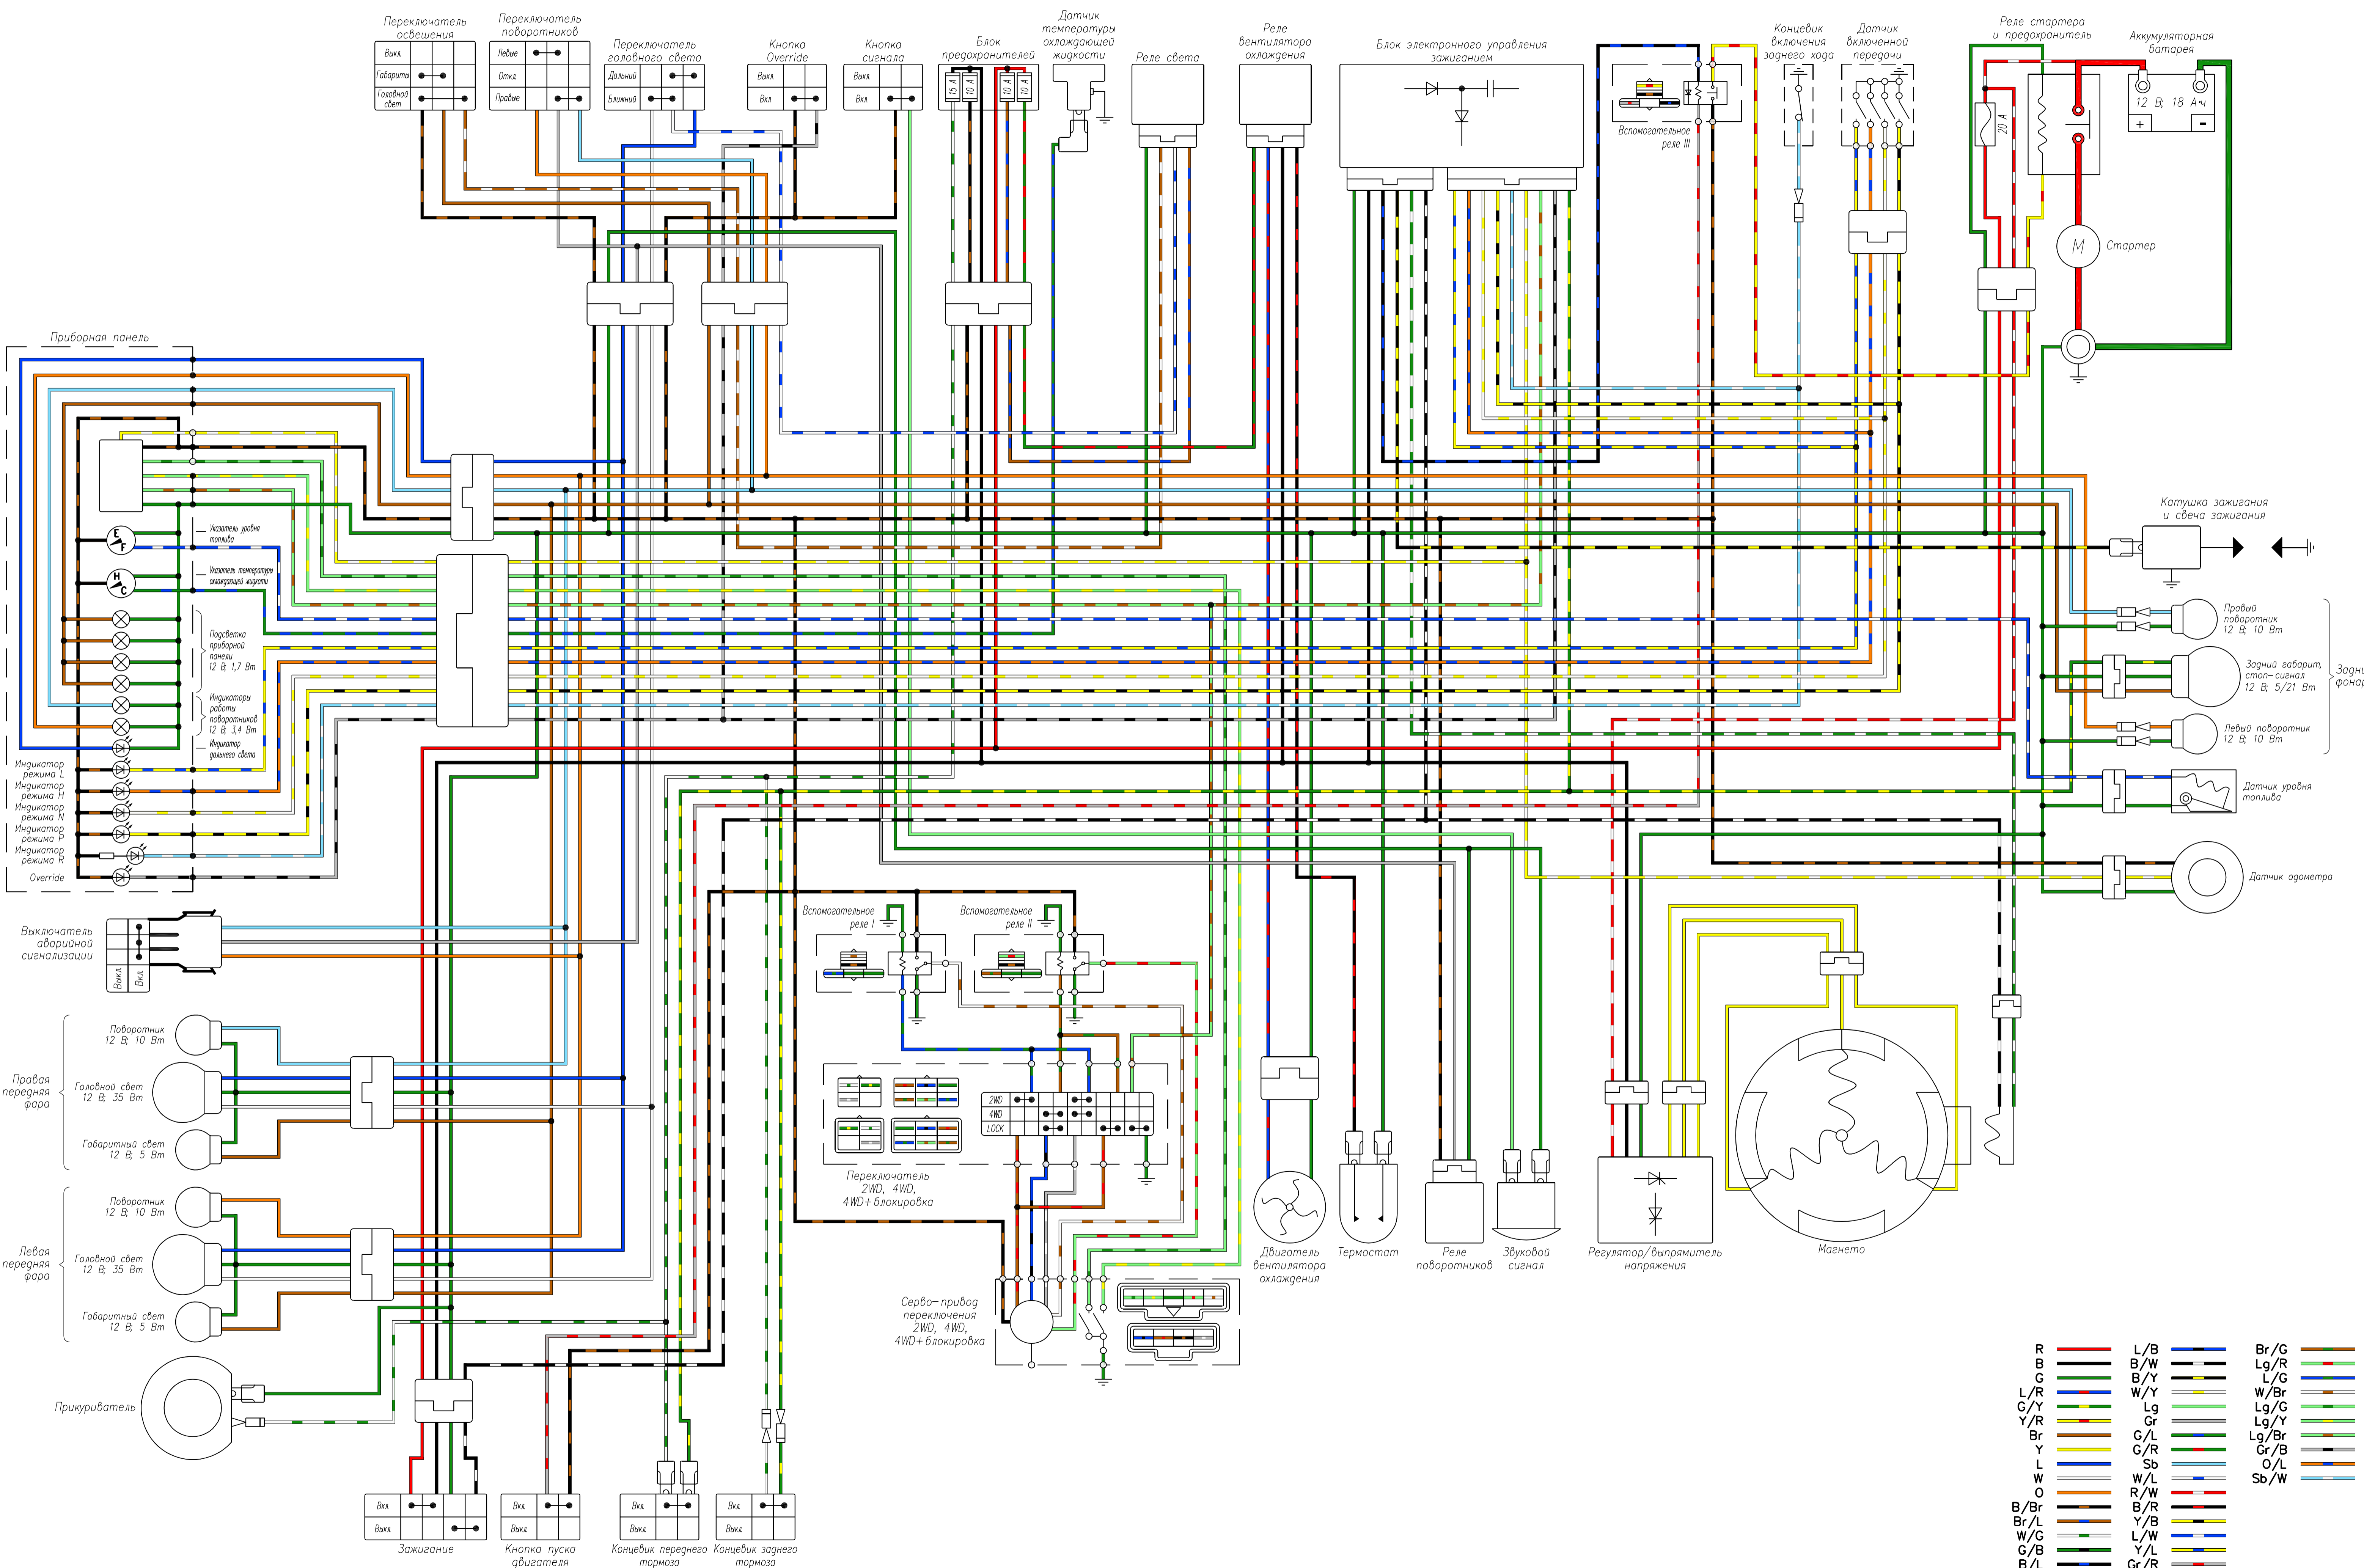 Переключатель
освещения
Выкл.
Габариты
Головной
свет
Переключатель
поворотников
Левые
Откл.
Правые
Переключатель
головного света
Дальний
Ближний
Кнопка
Override
Выкл.
Вкл.
Кнопка
сигнала
Выкл.
Вкл.
Блок
предохранителей
15 А
10 А
10 А
10 А
Датчик
температуры
охлаждающей
жидкости
Реле света
Реле
вентилятора
охлаждения
Блок электронного управления
зажиганием
Вспомогательное
реле III
Концевик
включения
заднего хода
Датчик
включенной
передачи
Реле стартера
и предохранитель
20 А
Аккумуляторная
батарея
12 В; 18 А·ч
+
-
М
Стартер
Приборная панель
E
F
Указатель уровня
топлива
H
C
Указатель температуры
охлаждающей жидкоти
Подсветка
приборной
панели
12 В; 1,7 Вт
Индикаторы
работы
поворотников
12 В; 3,4 Вт
Индикатор
дальнего света
Индикатор
режима L
Индикатор
режима H
Индикатор
режима N
Индикатор
режима P
Индикатор
режима R
Override
Катушка зажигания
и свеча зажигания
Правый
поворотник
12 В; 10 Вт
Задний габарит,
стоп-сигнал
12 В; 5/21 Вт
Левый поворотник
12 В; 10 Вт
Датчик уровня
топлива
Датчик одометра
Выключатель
аварийной
сигнализации
Выкл.
Вкл.
Вспомогательное
реле I
Вспомогательное
реле II
Правая
передняя
фара
Поворотник
12 В; 10 Вт
Головной свет
12 В; 35 Вт
Габаритный свет
12 В; 5 Вт
Левая
передняя
фара
Поворотник
12 В; 10 Вт
Головной свет
12 В; 35 Вт
Габаритный свет
12 В; 5 Вт
2WD
4WD
LOCK
Переключатель
2WD, 4WD,
4WD+блокировка
Серво-привод
переключения
2WD, 4WD,
4WD+блокировка
Двигатель
вентилятора
охлаждения
Термостат
Реле
поворотников
Звуковой
сигнал
Регулятор/выпрямитель
напряжения
Магнето
Прикуриватель
Вкл.
Выкл.
Зажигание
Вкл.
Выкл.
Кнопка пуска
двигателя
Вкл.
Выкл.
Концевик переднего
тормоза
Вкл.
Выкл.
Концевик заднего
тормоза
R
B
G
L/R
G/Y
Y/R
Br
Y
L
W
O
B/Br
Br/L
W/G
G/B
B/L
L/B
B/W
B/Y
W/Y
Lg
Gr
G/L
G/R
Sb
W/L
R/W
B/R
Y/B
L/W
Y/L
Gr/R
Br/G
Lg/R
L/G
W/Br
Lg/G
Lg/Y
Lg/Br
Gr/B
O/L
Sb/W